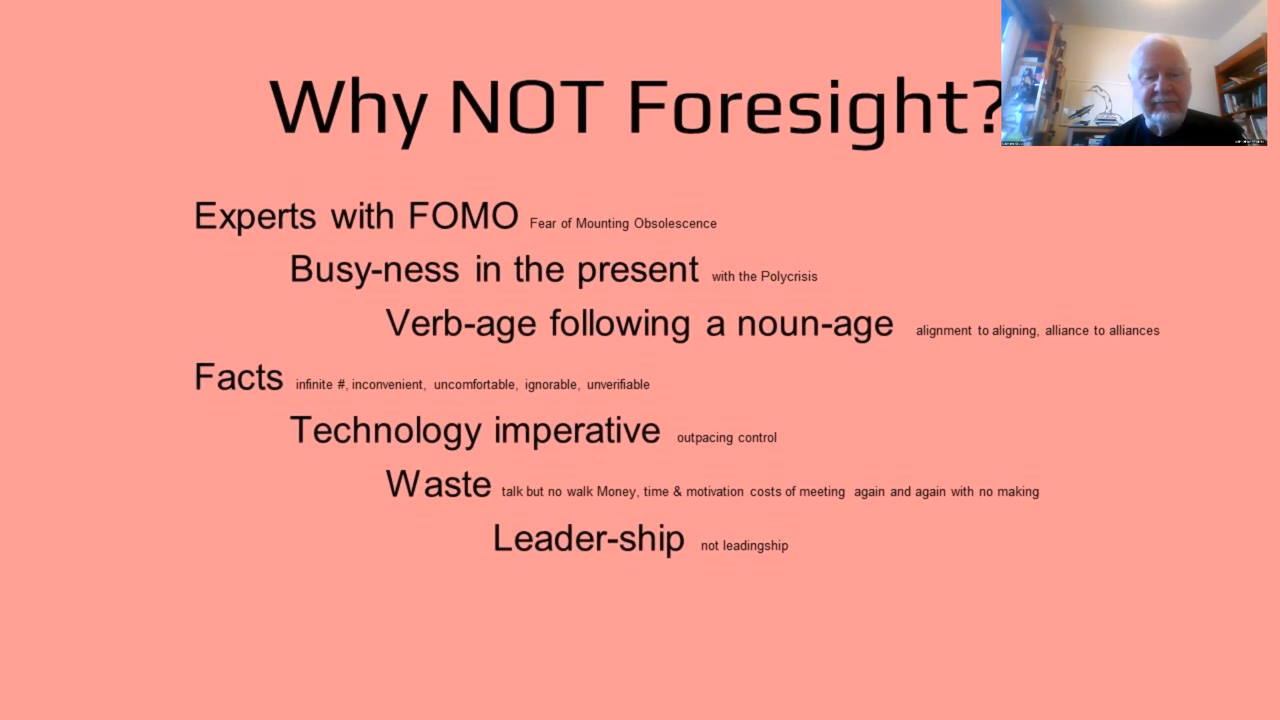 Why NOT Foresight?
Experts with FOMO Fear of Mounting Obsolescence
Busy-ness in the present with the Polycrisis
Verb-age following a noun-age alignment to aligning, alliance to alliances
Facts infinite #, inconvenient, uncomfortable, ignorable, unverifiable
Technology imperative outpacing control
Waste talk but no walk Money, time & motivation costs of meeting again and again with no making
Leader-ship not leadingship